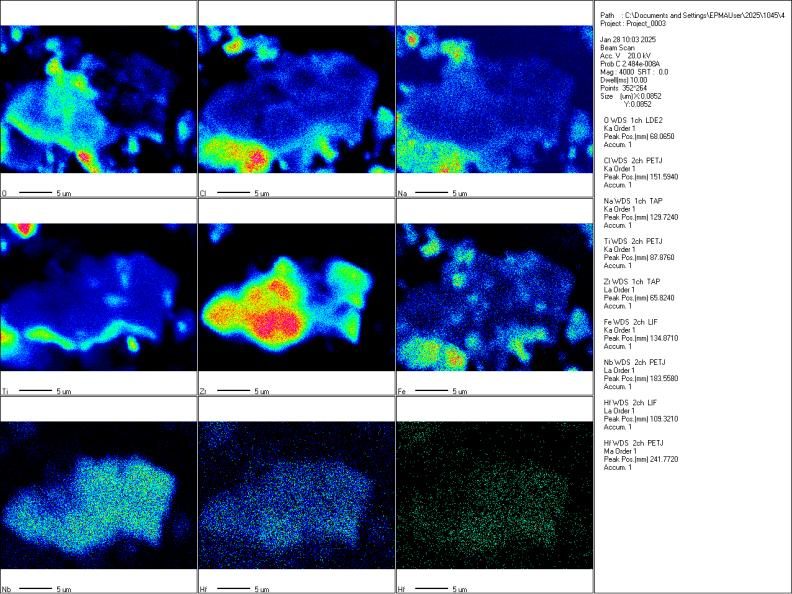 Path : C:\Documents and Settings\EPMAUser\2025\1045\4
Project : Project_0003
Jan 28 10:03 2025
Beam Scan
Acc. V 20.0 kV
Prob C 2.484e-008A
Mag : 4000 SRT : 0.0
Dwell(ms) 10.00
Points 352*264
Size (um) X:0.0852
Y:0.0852
O WDS 1ch LDE2
Ka Order 1
Peak Pos.(mm) 68.0650
Accum. 1
Cl WDS 2ch PETJ
Ka Order 1
Peak Pos.(mm) 151.5940
Accum. 1
Na WDS 1ch TAP
Ka Order 1
Peak Pos.(mm) 129.7240
Accum. 1
Ti WDS 2ch PETJ
Ka Order 1
Peak Pos.(mm) 87.8760
Accum. 1
Zr WDS 1ch TAP
La Order 1
Peak Pos.(mm) 65.8240
Accum. 1
Fe WDS 2ch LIF
Ka Order 1
Peak Pos.(mm) 134.8710
Accum. 1
Nb WDS 2ch PETJ
La Order 1
Peak Pos.(mm) 183.5580
Accum. 1
Hf WDS 2ch LIF
La Order 1
Peak Pos.(mm) 109.3210
Accum. 1
Hf WDS 2ch PETJ
Ma Order 1
Peak Pos.(mm) 241.7720
Accum. 1
O 5 um
Cl 5 um
Na 5 um
Ti 5 um
Zr 5 um
Fe 5 um
Nb 5 um
Hf 5 um
Hf 5 um